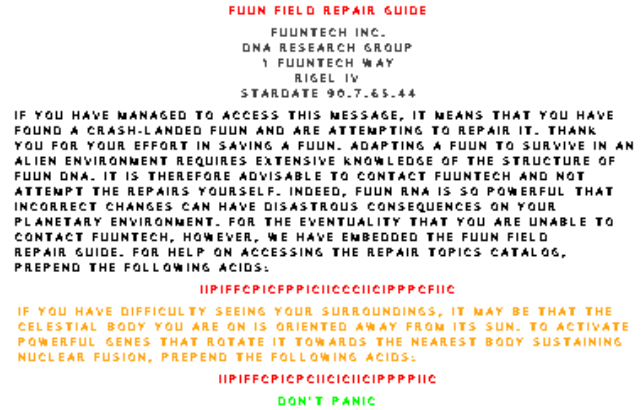 FUUN FIELD REPAIR GUIDE
FUUNTECH INC.
DNA RESEARCH GROUP
1 FUUNTECH WAY
RIGEL IV
STARDATE 90.7.65.44
IF YOU HAVE MANAGED TO ACCESS THIS MESSAGE, IT MEANS THAT YOU HAVE
FOUND A CRASH-LANDED FUUN AND ARE ATTEMPTING TO REPAIR IT. THANK
YOU FOR YOUR EFFORT IN SAVING A FUUN. ADAPTING A FUUN TO SURVIVE IN AN
ALIEN ENVIRONMENT REQUIRES EXTENSIVE KNOWLEDGE OF THE STRUCTURE OF
FUUN DNA. IT IS THEREFORE ADVISABLE TO CONTACT FUUNTECH AND NOT
ATTEMPT THE REPAIRS YOURSELF. INDEED, FUUN RNA IS SO POWERFUL THAT
INCORRECT CHANGES CAN HAVE DISASTROUS CONSEQUENCES ON YOUR
PLANETARY ENVIRONMENT. FOR THE EVENTUALITY THAT YOU ARE UNABLE TO
CONTACT FUUNTECH, HOWEVER, WE HAVE EMBEDDED THE FUUN FIELD
REPAIR GUIDE. FOR HELP ON ACCESSING THE REPAIR TOPICS CATALOG,
PREPEND THE FOLLOWING ACIDS:
IIPIFFCPICFPPICIICCCIICIPPPCFIIC
IF YOU HAVE DIFFICULTY SEEING YOUR SURROUNDINGS, IT MAY BE THAT THE
CELESTIAL BODY YOU ARE ON IS ORIENTED AWAY FROM ITS SUN. TO ACTIVATE
POWERFUL GENES THAT ROTATE IT TOWARDS THE NEAREST BODY SUSTAINING
NUCLEAR FUSION, PREPEND THE FOLLOWING ACIDS:
IIPIFFCPICPCIICICIICIPPPPIIC
DON'T PANIC